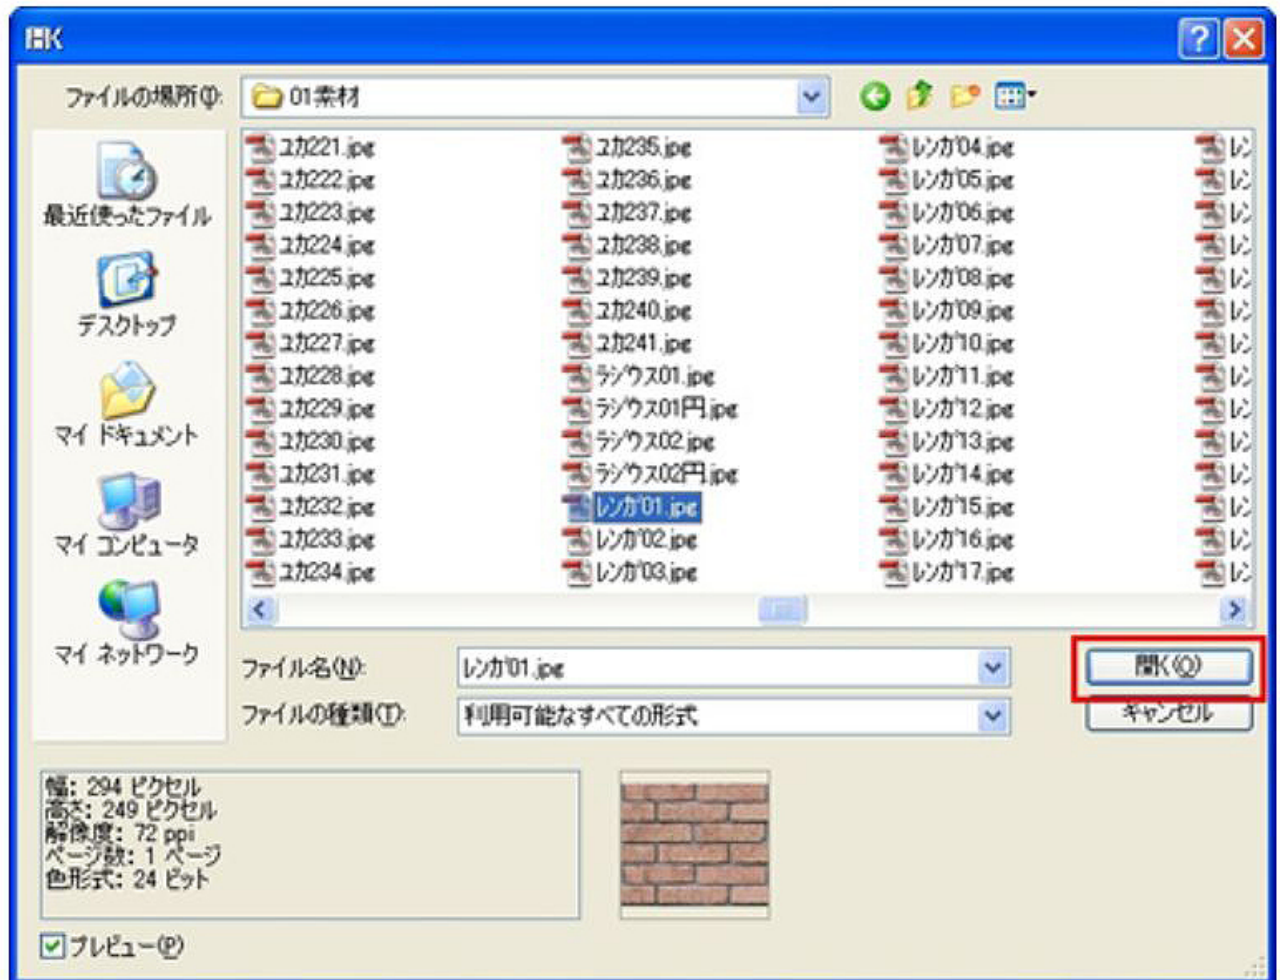 開く
ファイルの場所(I):
01素材
最近使ったファイル
デスクトップ
マイ ドキュメント
マイ コンピュータ
マイ ネットワーク
ユカ221.jpg
ユカ222.jpg
ユカ223.jpg
ユカ224.jpg
ユカ225.jpg
ユカ226.jpg
ユカ227.jpg
ユカ228.jpg
ユカ229.jpg
ユカ230.jpg
ユカ231.jpg
ユカ232.jpg
ユカ233.jpg
ユカ234.jpg
ユカ235.jpg
ユカ236.jpg
ユカ237.jpg
ユカ238.jpg
ユカ239.jpg
ユカ240.jpg
ユカ241.jpg
ラジウス01.jpg
ラジウス01円.jpg
ラジウス02.jpg
ラジウス02円.jpg
レンガ01.jpg
レンガ02.jpg
レンガ03.jpg
レンガ04.jpg
レンガ05.jpg
レンガ06.jpg
レンガ07.jpg
レンガ08.jpg
レンガ09.jpg
レンガ10.jpg
レンガ11.jpg
レンガ12.jpg
レンガ13.jpg
レンガ14.jpg
レンガ15.jpg
レンガ16.jpg
レンガ17.jpg
ファイル名(N):
レンガ01.jpg
開く(O)
ファイルの種類(T):
利用可能なすべての形式
キャンセル
幅: 294 ピクセル
高さ: 249 ピクセル
解像度: 72 ppi
ページ数: 1 ページ
色形式: 24 ビット
プレビュー(P)